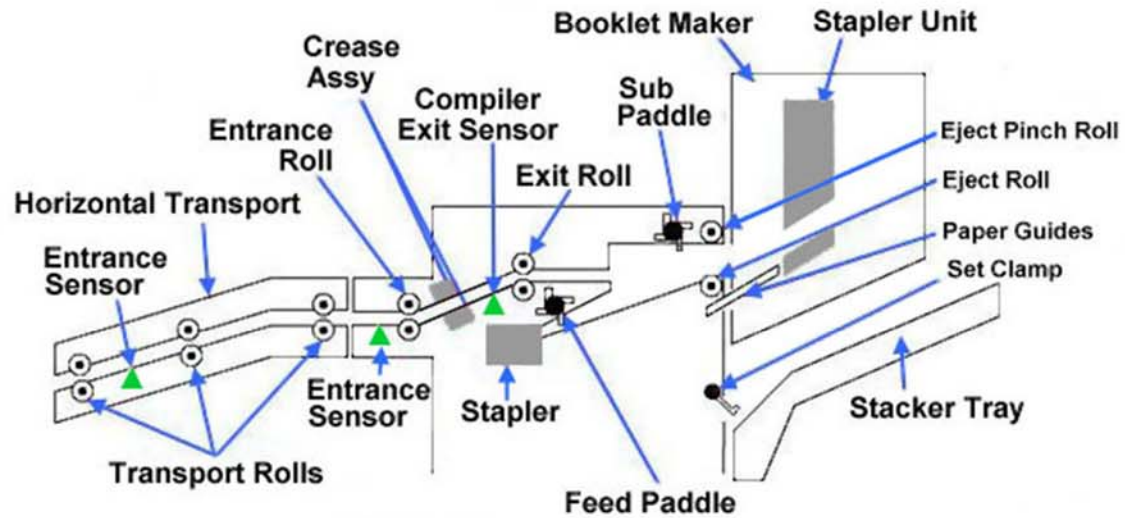 Booklet Maker
Stapler Unit
Crease
Assy
Compiler
Exit Sensor
Sub
Paddle
Entrance
Roll
Eject Pinch Roll
Exit Roll
Eject Roll
Horizontal Transport
Paper Guides
Entrance
Sensor
Set Clamp
Entrance
Sensor
Stapler
Stacker Tray
Transport Rolls
Feed Paddle